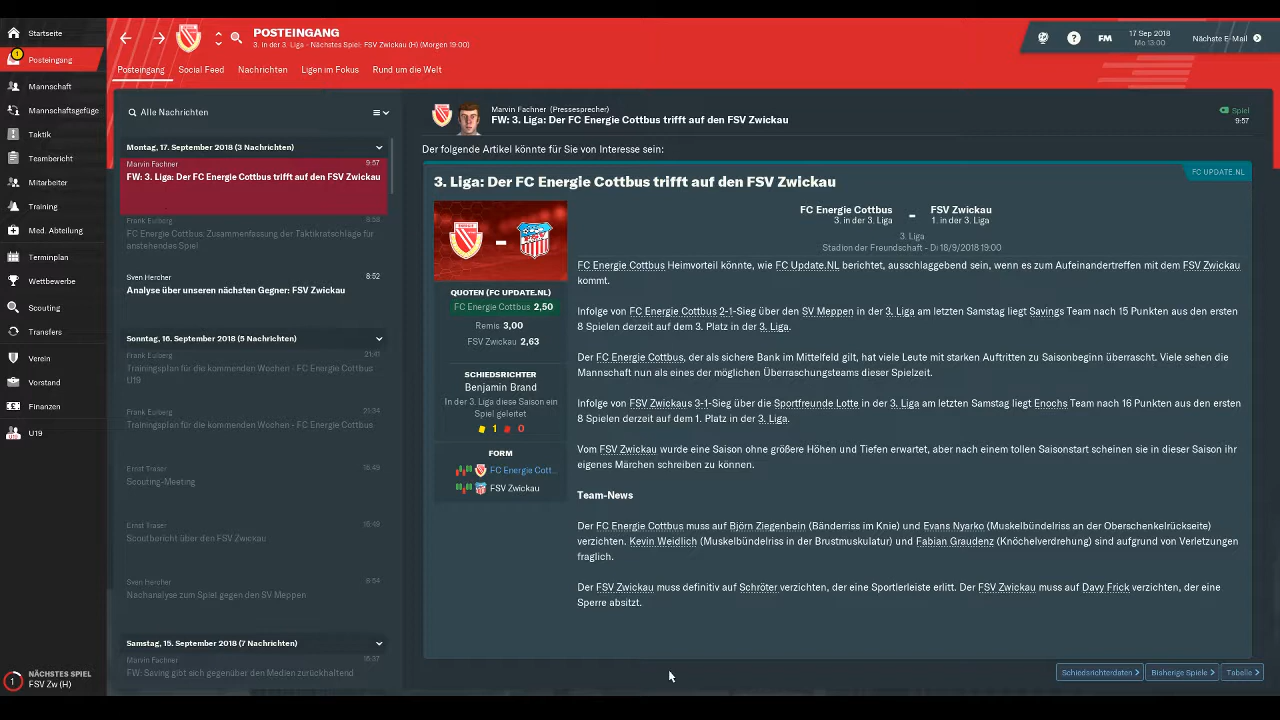 Startseite
1
Posteingang
Mannschaft
Mannschaftsgefüge
Taktik
Teambericht
Mitarbeiter
Training
Med. Abteilung
Terminplan
Wettbewerbe
Scouting
Transfers
Verein
Vorstand
Finanzen
U19
U19
NÄCHSTES SPIEL
1
FSV Zw (H)
POSTEINGANG
3. in der 3. Liga - Nächstes Spiel: FSV Zwickau (H) (Morgen 19:00)
? FM
17 Sep 2018
Mo 13:00
Nächste E-Mail
Posteingang Social Feed Nachrichten Ligen im Fokus Rund um die Welt
Alle Nachrichten
Montag, 17. September 2018 (3 Nachrichten)
Marvin Fachner 9:57
FW: 3. Liga: Der FC Energie Cottbus trifft auf den FSV Zwickau
Frank Eulberg 8:58
FC Energie Cottbus: Zusammenfassung der Taktikratschläge für
anstehendes Spiel
Sven Hercher 8:52
Analyse über unseren nächsten Gegner: FSV Zwickau
Sonntag, 16. September 2018 (5 Nachrichten)
Frank Eulberg 21:41
Trainingsplan für die kommenden Wochen - FC Energie Cottbus
U19
Frank Eulberg 21:34
Trainingsplan für die kommenden Wochen - FC Energie Cottbus
Ernst Traser 16:49
Scouting-Meeting
Ernst Traser 16:49
Scoutbericht über den FSV Zwickau
Sven Hercher 8:54
Nachanalyse zum Spiel gegen den SV Meppen
Samstag, 15. September 2018 (7 Nachrichten)
Marvin Fachner 18:37
FW: Saving gibt sich gegenüber den Medien zurückhaltend
Marvin Fachner (Pressesprecher)
FW: 3. Liga: Der FC Energie Cottbus trifft auf den FSV Zwickau
Spiel
9:57
Der folgende Artikel könnte für Sie von Interesse sein:
3. Liga: Der FC Energie Cottbus trifft auf den FSV Zwickau
FC UPDATE.NL
QUOTEN (FC UPDATE.NL)
FC Energie Cottbus 2,50
Remis 3,00
FSV Zwickau 2,63
SCHIEDSRICHTER
Benjamin Brand
In der 3. Liga diese Saison ein
Spiel geleitet
1 0
FORM
FC Energie Cott...
FSV Zwickau
FC Energie Cottbus - FSV Zwickau
3. in der 3. Liga 1. in der 3. Liga
3. Liga
Stadion der Freundschaft - Di 18/9/2018 19:00
FC Energie Cottbus Heimvorteil könnte, wie FC Update.NL berichtet, ausschlaggebend sein, wenn es zum Aufeinandertreffen mit dem FSV Zwickau
kommt.
Infolge von FC Energie Cottbus 2-1-Sieg über den SV Meppen in der 3. Liga am letzten Samstag liegt Savings Team nach 15 Punkten aus den ersten
8 Spielen derzeit auf dem 3. Platz in der 3. Liga.
Der FC Energie Cottbus, der als sichere Bank im Mittelfeld gilt, hat viele Leute mit starken Auftritten zu Saisonbeginn überrascht. Viele sehen die
Mannschaft nun als eines der möglichen Überraschungsteams dieser Spielzeit.
Infolge von FSV Zwickaus 3-1-Sieg über die Sportfreunde Lotte in der 3. Liga am letzten Samstag liegt Enochs Team nach 16 Punkten aus den ersten
8 Spielen derzeit auf dem 1. Platz in der 3. Liga.
Vom FSV Zwickau wurde eine Saison ohne größere Höhen und Tiefen erwartet, aber nach einem tollen Saisonstart scheinen sie in dieser Saison ihr
eigenes Märchen schreiben zu können.
Team-News
Der FC Energie Cottbus muss auf Björn Ziegenbein (Bänderriss im Knie) und Evans Nyarko (Muskelbündelriss an der Oberschenkelrückseite)
verzichten. Kevin Weidlich (Muskelbündelriss in der Brustmuskulatur) und Fabian Graudenz (Knöchelverdrehung) sind aufgrund von Verletzungen
fraglich.
Der FSV Zwickau muss definitiv auf Schröter verzichten, der eine Sportlerleiste erlitt. Der FSV Zwickau muss auf Davy Frick verzichten, der eine
Sperre absitzt.
Schiedsrichterdaten Bisherige Spiele Tabelle